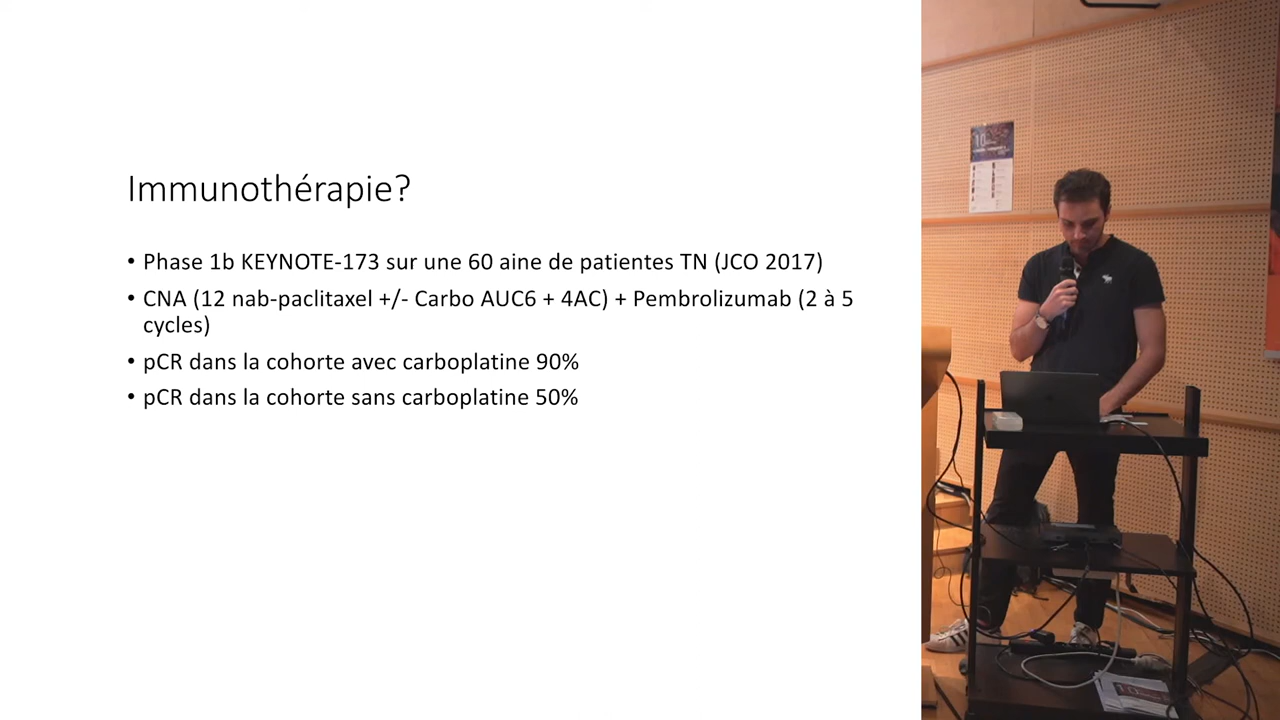 Immunothérapie?
• Phase 1b KEYNOTE-173 sur une 60 aine de patientes TN (JCO 2017)
• CNA (12 nab-paclitaxel +/- Carbo AUC6 + 4AC) + Pembrolizumab (2 à 5
cycles)
• pCR dans la cohorte avec carboplatine 90%
• pCR dans la cohorte sans carboplatine 50%
10